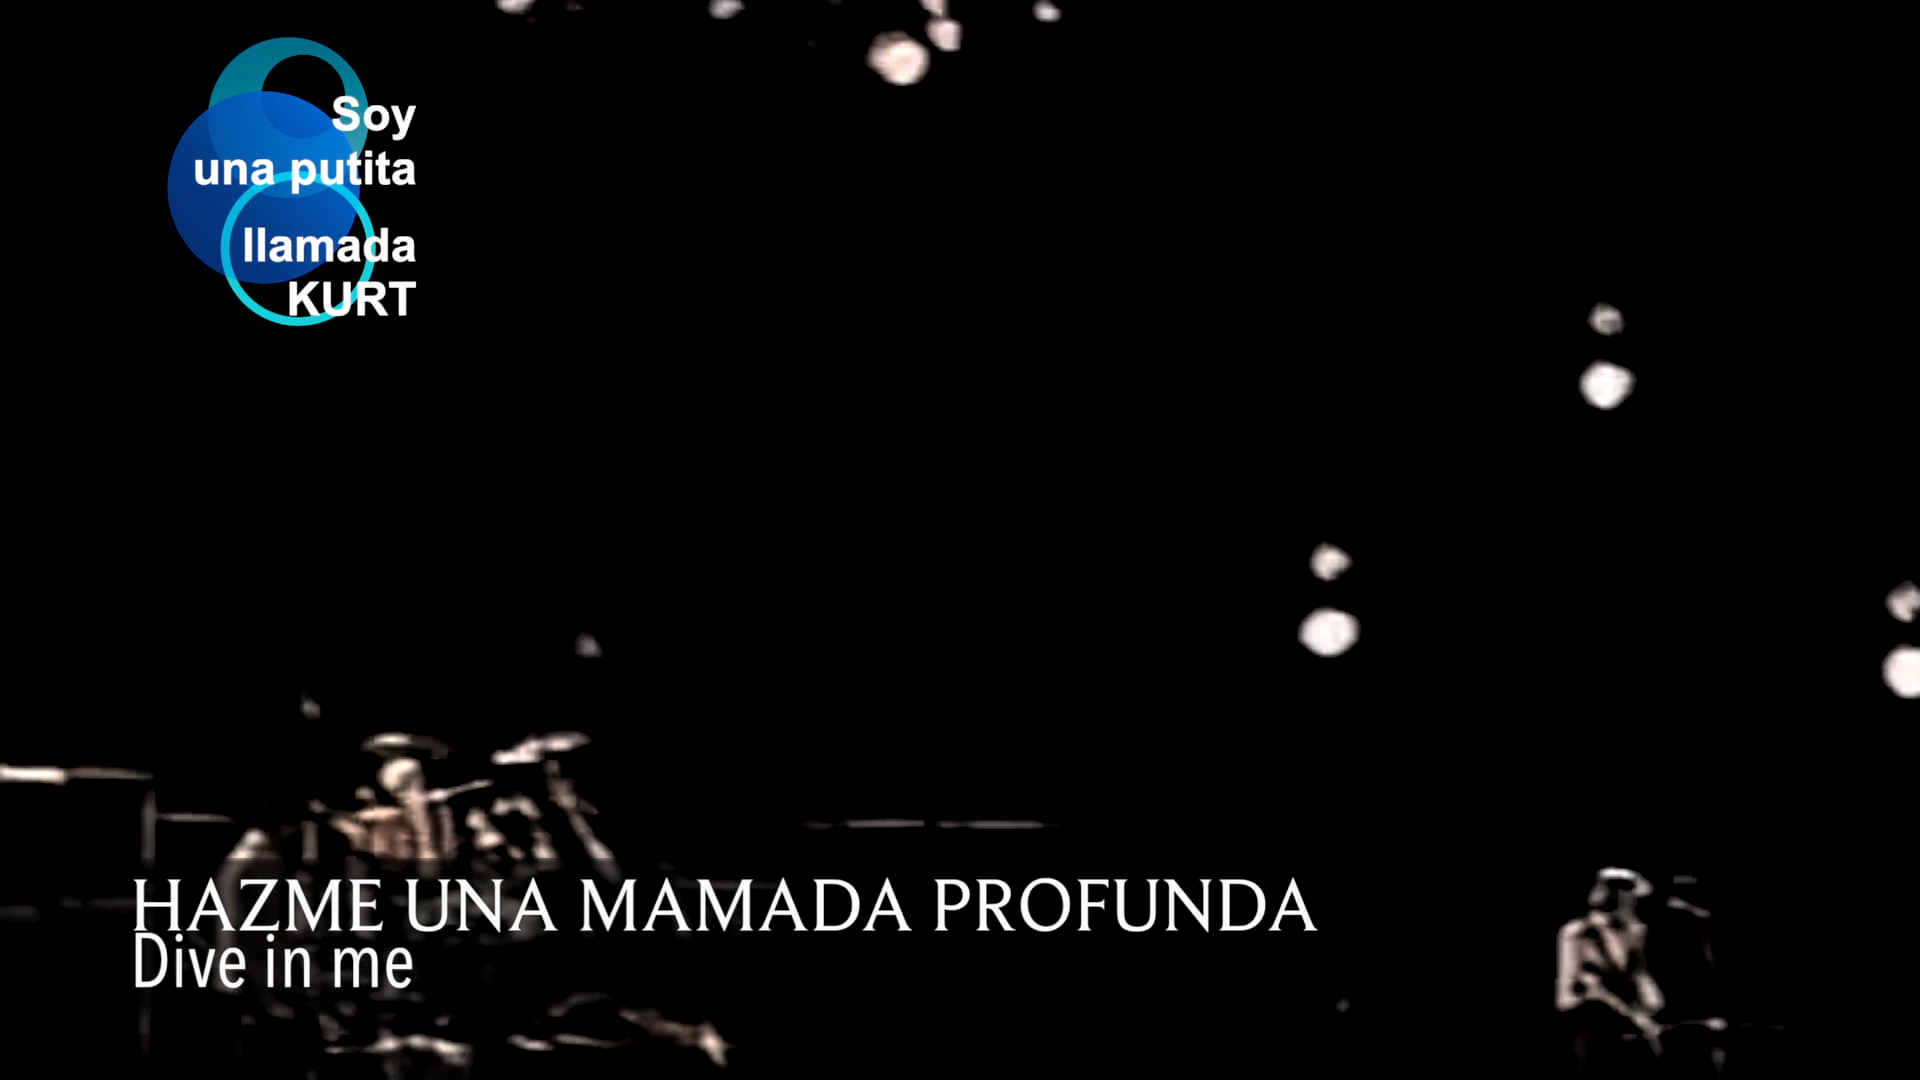 Soy
una putita
llamada
KURT
HAZME UNA MAMADA PROFUNDA
Dive in me